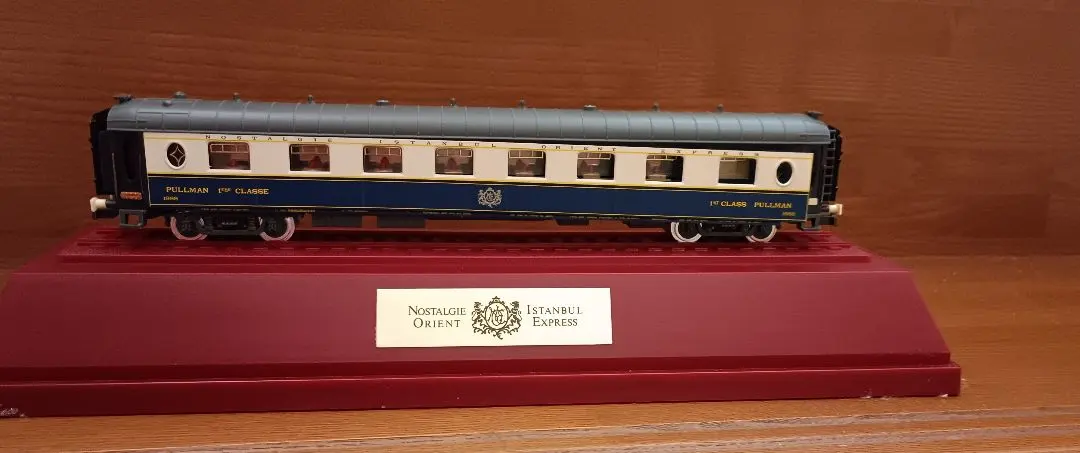 NOSTALGIE ISTANBUL ORIENT EXPRESS
PULLMAN 1ERE CLASSE
1ST CLASS PULLMAN
NOSTALGIE ISTANBUL
ORIENT EXPRESS